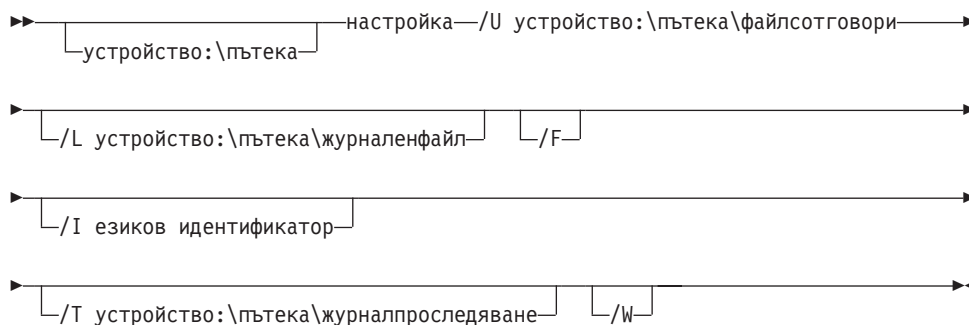 настройка /U устройство:\пътека\файлсотговори
устройство:\пътека
/L устройство:\пътека\журналенфайл /F
/I езиков идентификатор
/T устройство:\пътека\журналпроследяване /W